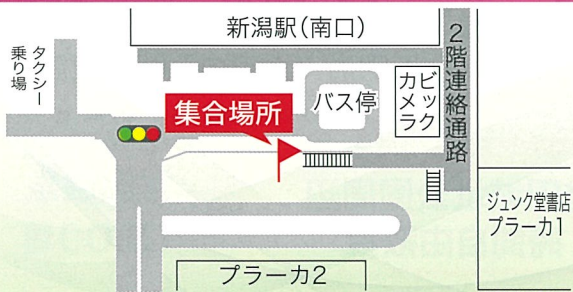 新潟駅(南口)
タクシー
乗り場
集合場所
バス停
ビック
カメラ
2階連絡通路
ジュンク堂書店
プラーカ1
プラーカ2